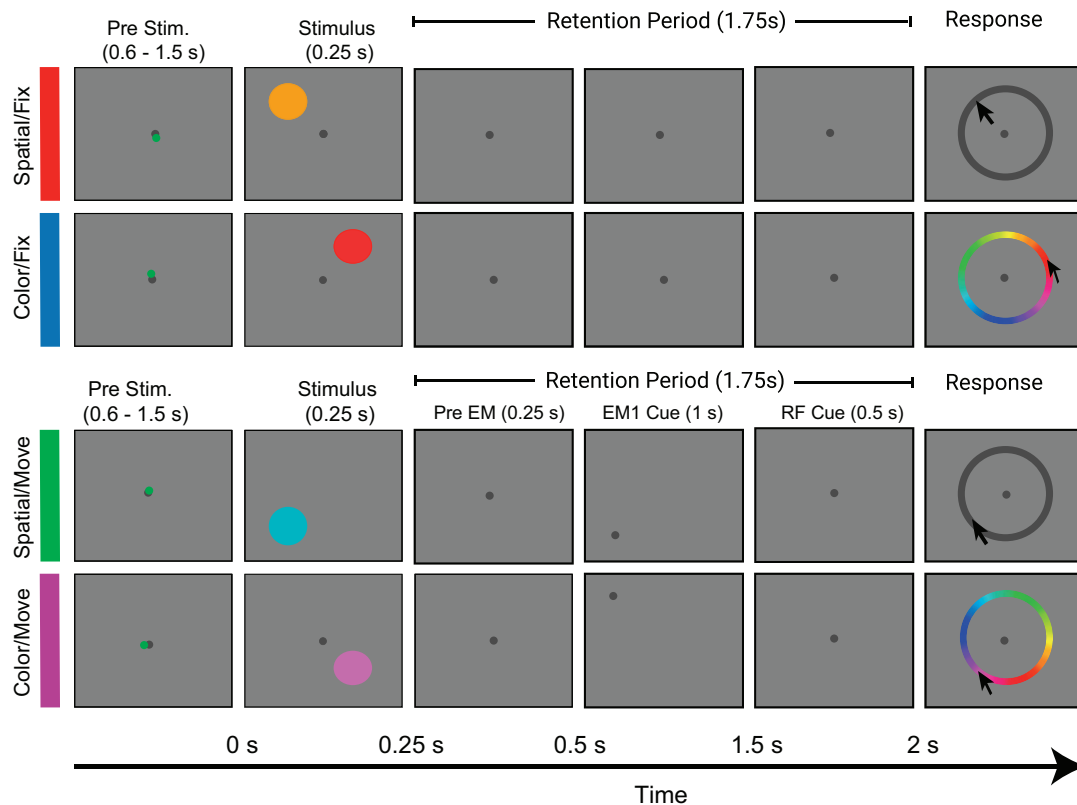 Pre Stim.
(0.6 - 1.5 s)
Stimulus
(0.25 s)
Retention Period (1.75s)
Response
Spatial/Fix
Color/Fix
Pre Stim.
(0.6 - 1.5 s)
Stimulus
(0.25 s)
Retention Period (1.75s)
Response
Pre EM (0.25 s)
EM1 Cue (1 s)
RF Cue (0.5 s)
Spatial/Move
Color/Move
0 s
0.25 s
0.5 s
1.5 s
2 s
Time